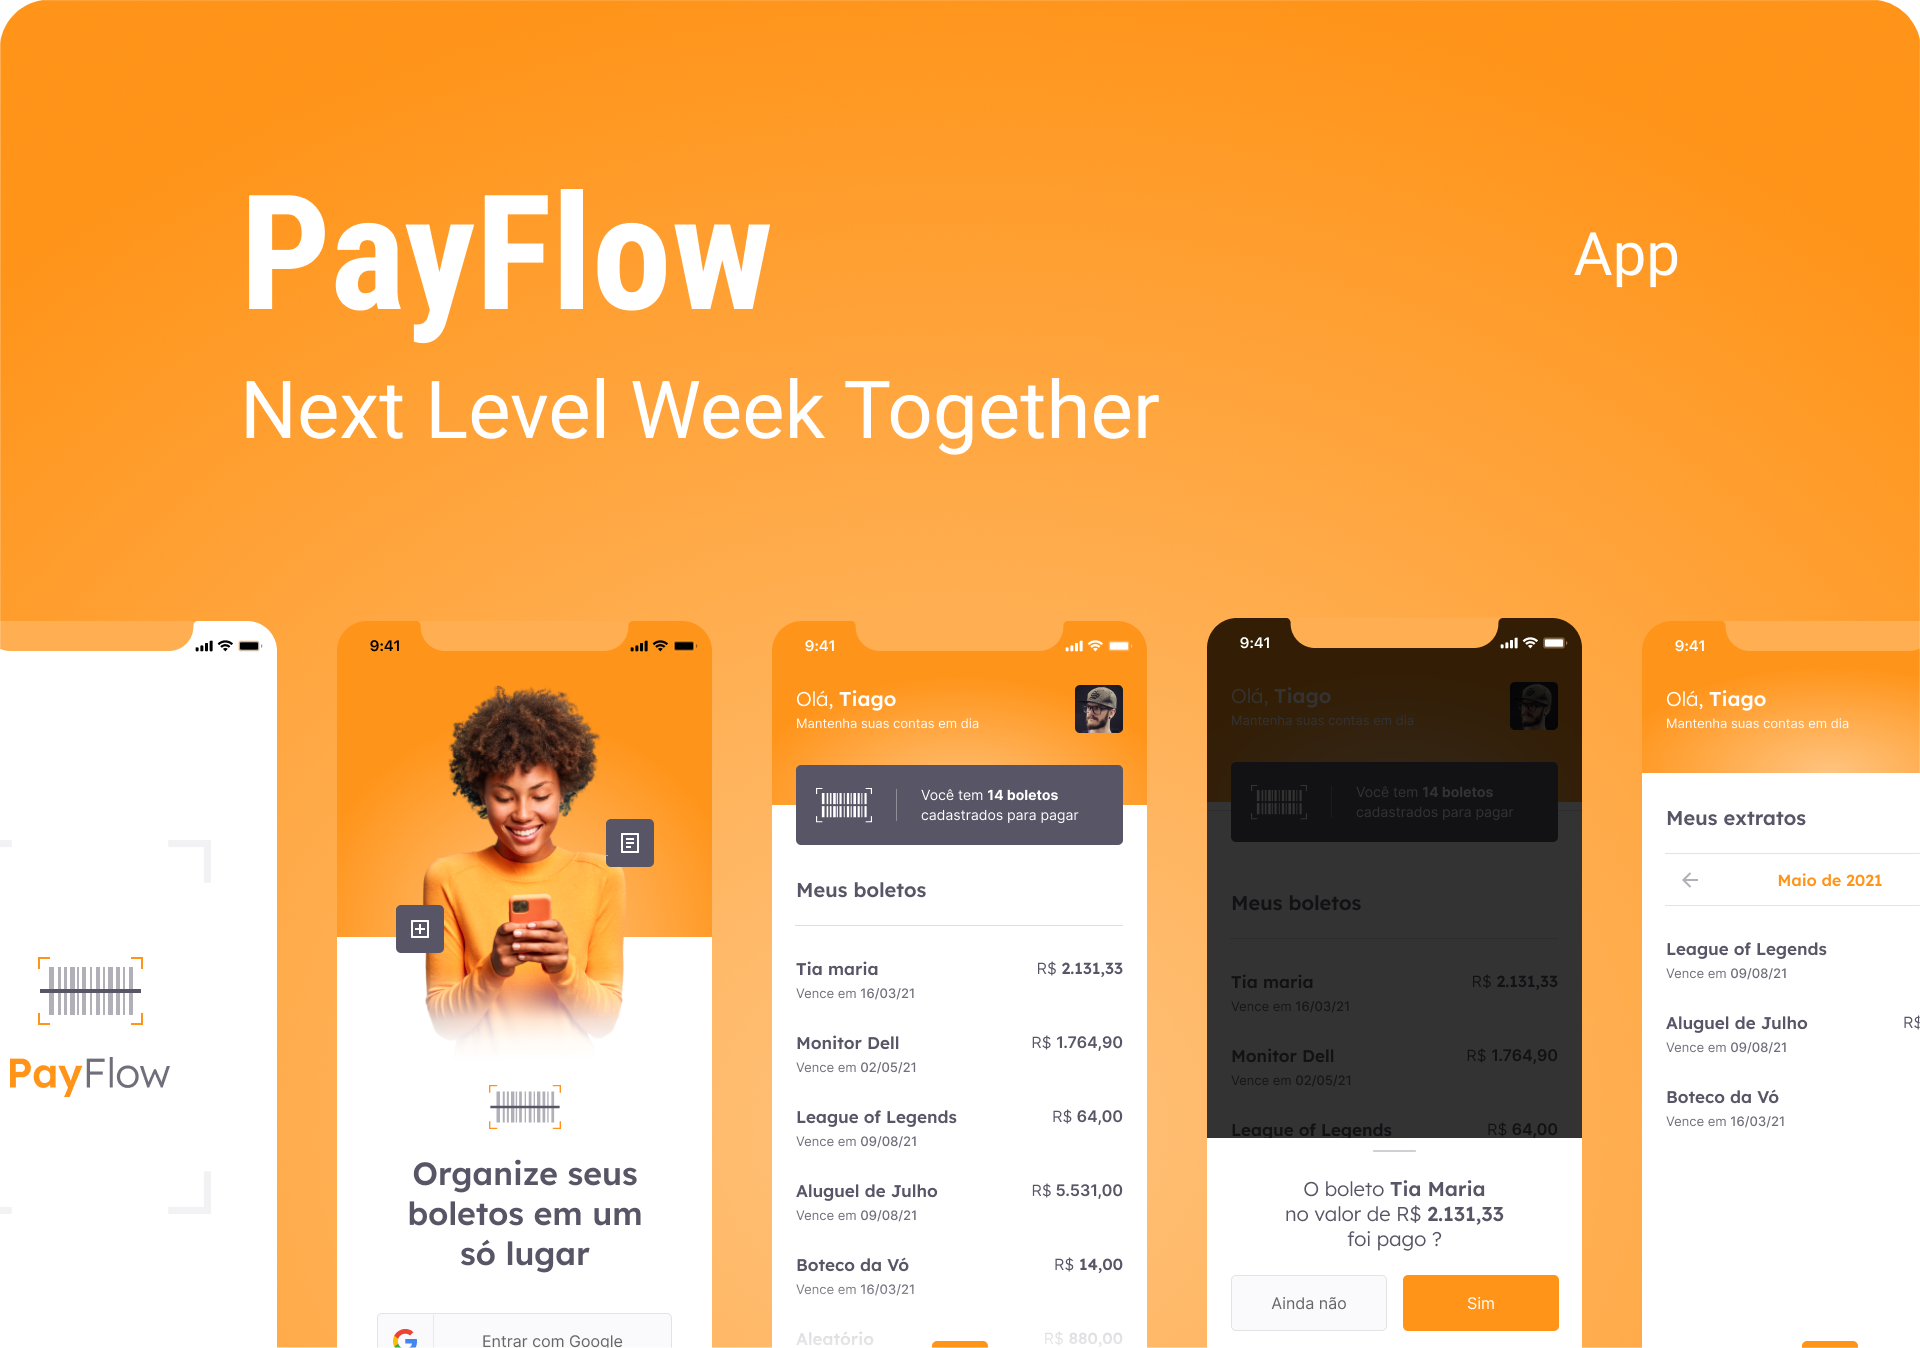 PayFlow
App
Next Level Week Together
PayFlow
9:41
Organize seus
boletos em um
só lugar
Entrar com Google
9:41
Olá, Tiago
Mantenha suas contas em dia
Você tem 14 boletos
cadastrados para pagar
Meus boletos
Tia maria R$ 2.131,33
Vence em 16/03/21
Monitor Dell R$ 1.764,90
Vence em 02/05/21
League of Legends R$ 64,00
Vence em 09/08/21
Aluguel de Julho R$ 5.531,00
Vence em 09/08/21
Boteco da Vó R$ 14,00
Vence em 16/03/21
Aleatório R$ 880,00
9:41
Olá, Tiago
Mantenha suas contas em dia
Você tem 14 boletos
cadastrados para pagar
Meus boletos
Tia maria R$ 2.131,33
Vence em 16/03/21
Monitor Dell R$ 1.764,90
Vence em 02/05/21
League of Legends R$ 64,00
O boleto Tia Maria
no valor de R$ 2.131,33
foi pago ?
Ainda não Sim
9:41
Olá, Tiago
Mantenha suas contas em dia
Meus extratos
Maio de 2021
League of Legends
Vence em 09/08/21
Aluguel de Julho R$
Vence em 09/08/21
Boteco da Vó
Vence em 16/03/21